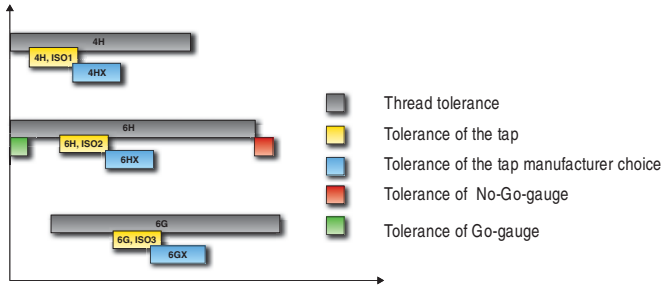 4H
4H, ISO1
4HX
6H
6H, ISO2
6HX
6G
6G, ISO3
6GX
Thread tolerance
Tolerance of the tap
Tolerance of the tap manufacturer choice
Tolerance of No-Go-gauge
Tolerance of Go-gauge